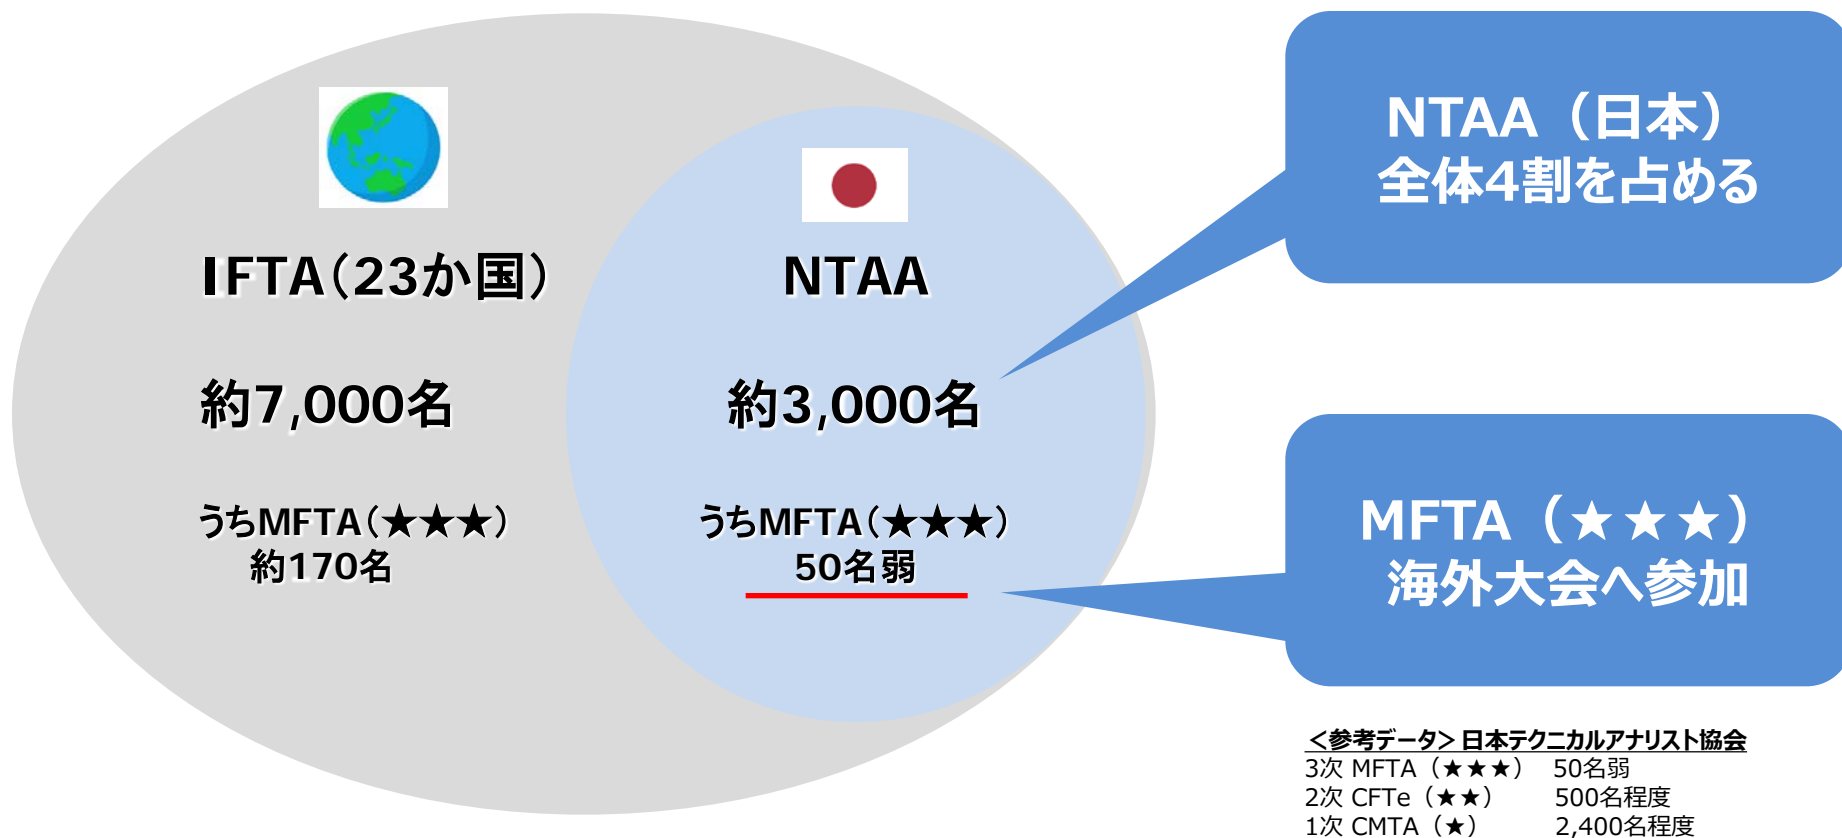 IFTA(23か国)
約7,000名
うちMFTA(★★★)
約170名
NTAA
約3,000名
うちMFTA(★★★)
50名弱
NTAA（日本）
全体4割を占める
MFTA（★★★）
海外大会へ参加
＜参考データ＞日本テクニカルアナリスト協会
3次 MFTA（★★★） 50名弱
2次 CFTe（★★） 500名程度
1次 CMTA（★） 2,400名程度